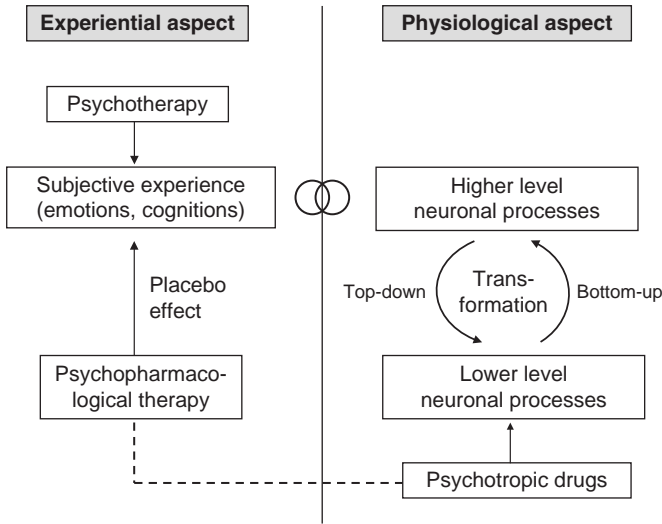 Experiential aspect
Physiological aspect
Psychotherapy
Subjective experience
(emotions, cognitions)
Higher level
neuronal processes
Placebo
effect
Top-down
Trans-
formation
Bottom-up
Psychopharmaco-
logical therapy
Lower level
neuronal processes
Psychotropic drugs